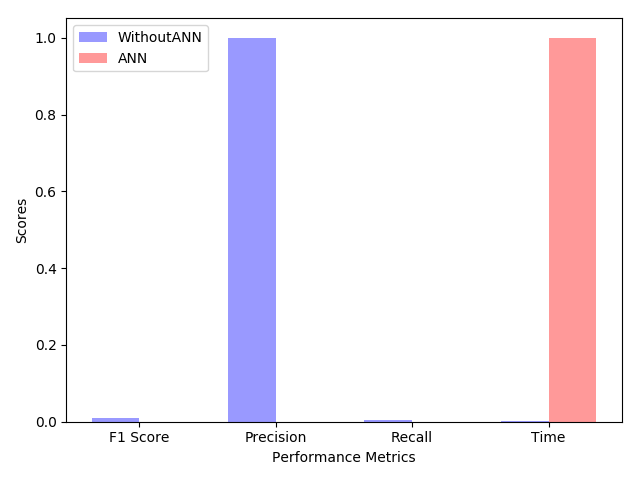 WithoutANN
ANN
1.0
0.8
0.6
0.4
0.2
0.0
Scores
F1 Score Precision Recall Time
Performance Metrics